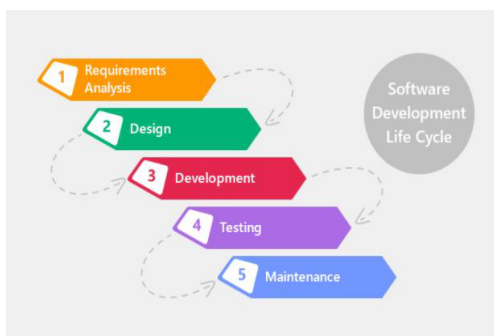 1
Requirements
Analysis
2
Design
3
Development
4
Testing
5
Maintenance
Software
Development
Life Cycle